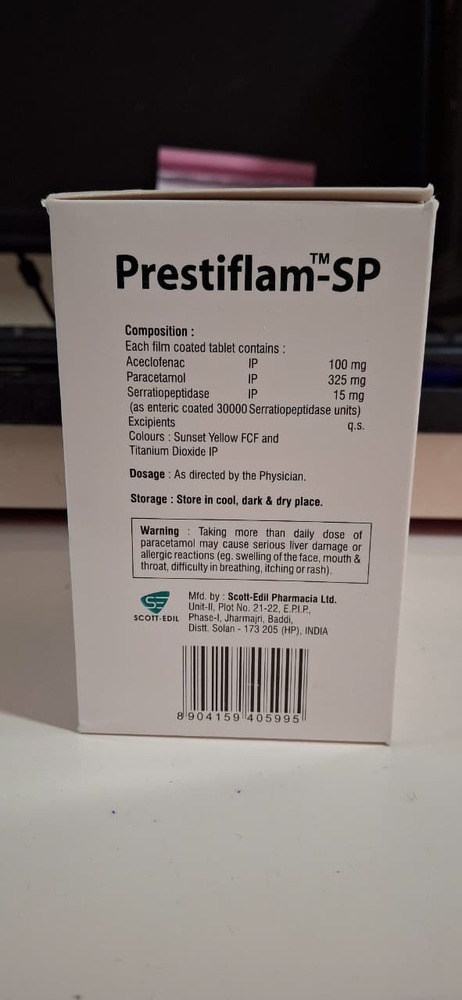 Prestiflam™-SP
Composition :
Each film coated tablet contains :
Aceclofenac IP 100 mg
Paracetamol IP 325 mg
Serratiopeptidase IP 15 mg
(as enteric coated 30000 Serratiopeptidase units)
Excipients q.s.
Colours : Sunset Yellow FCF and
Titanium Dioxide IP
Dosage : As directed by the Physician.
Storage : Store in cool, dark & dry place.
Warning : Taking more than daily dose of
paracetamol may cause serious liver damage or
allergic reactions (eg. swelling of the face, mouth &
throat, difficulty in breathing, itching or rash).
SE
SCOTT-EDIL
Mfd. by : Scott-Edil Pharmacia Ltd.
Unit-II, Plot No. 21-22, E.P.I.P.,
Phase-I, Jharmajri, Baddi,
Distt. Solan - 173 205 (HP), INDIA
8 904159 405995